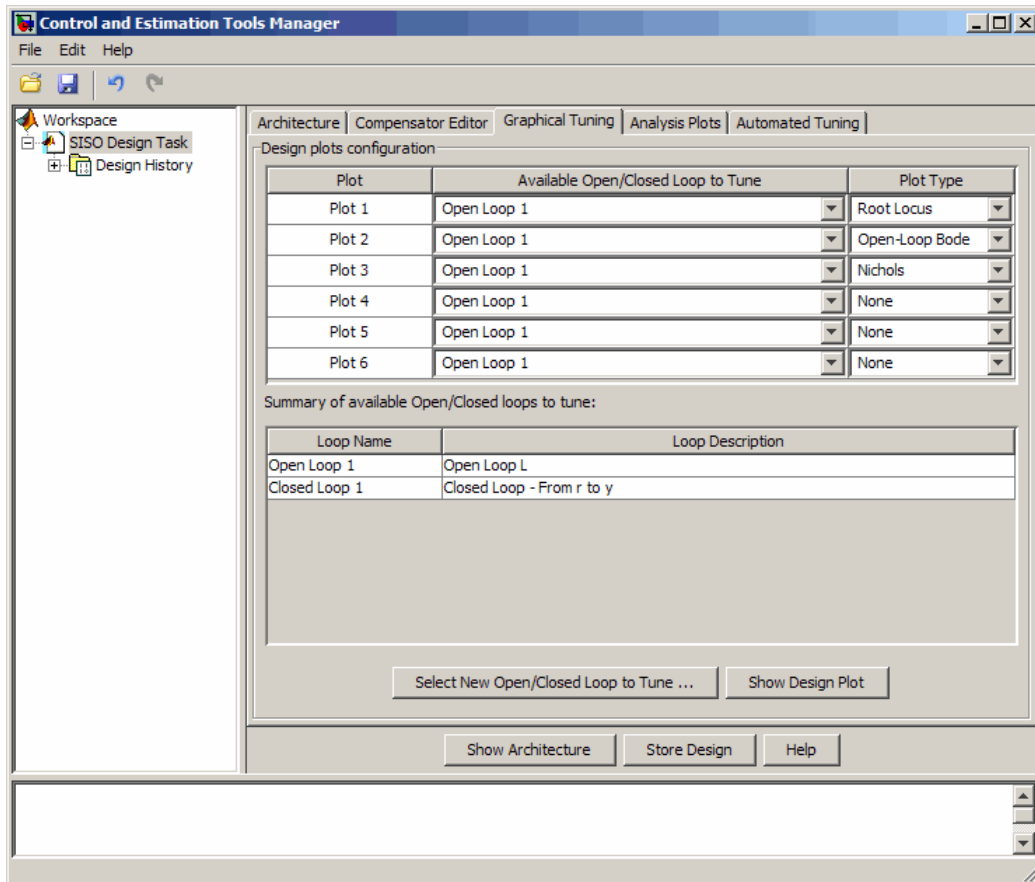 Control and Estimation Tools Manager
File Edit Help
Workspace
SISO Design Task
Design History
Architecture Compensator Editor Graphical Tuning Analysis Plots Automated Tuning
Design plots configuration
Plot Available Open/Closed Loop to Tune Plot Type
Plot 1 Open Loop 1 Root Locus
Plot 2 Open Loop 1 Open-Loop Bode
Plot 3 Open Loop 1 Nichols
Plot 4 Open Loop 1 None
Plot 5 Open Loop 1 None
Plot 6 Open Loop 1 None
Summary of available Open/Closed loops to tune:
Loop Name Loop Description
Open Loop 1 Open Loop L
Closed Loop 1 Closed Loop - From r to y
Select New Open/Closed Loop to Tune ... Show Design Plot
Show Architecture Store Design Help